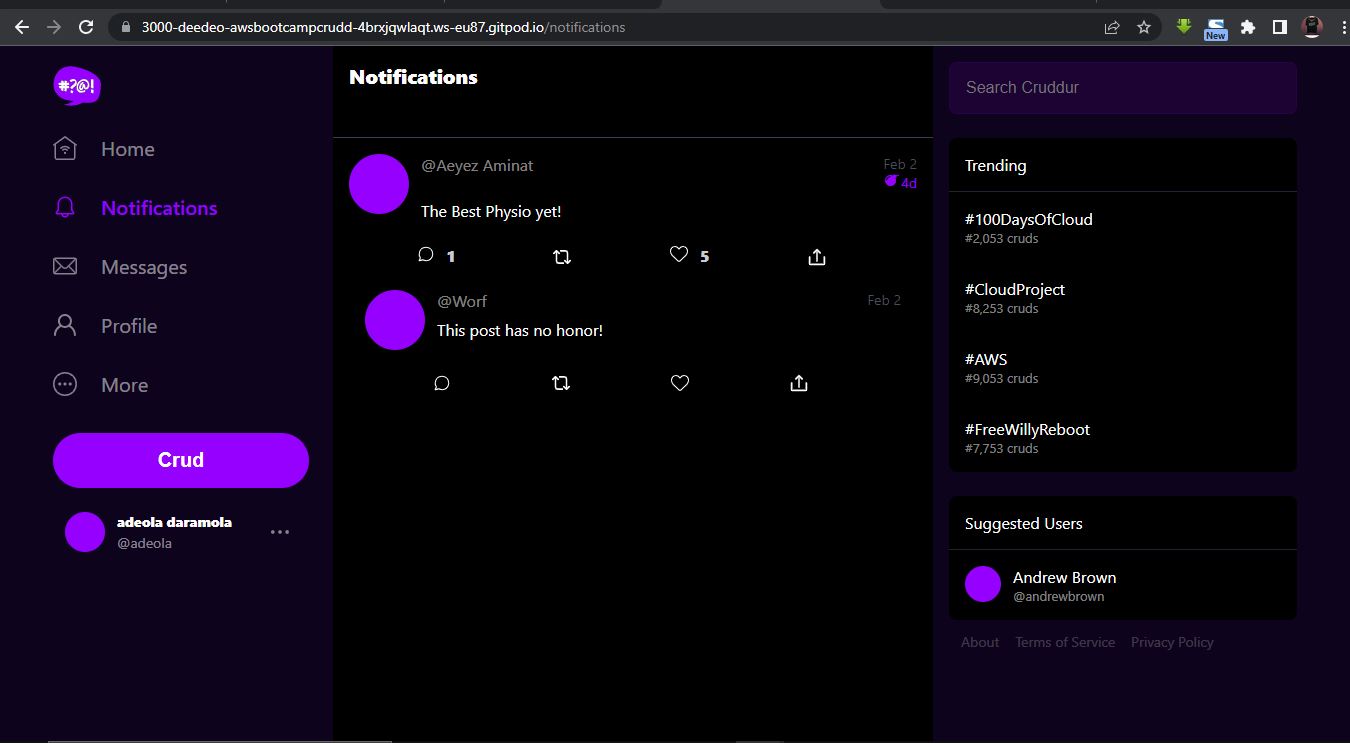 3000-deedeo-awsbootcampcrudd-4brxjqwlaqt.ws-eu87.gitpod.io/notifications
New
#?@!
Home
Notifications
Messages
Profile
More
Crud
adeola daramola
@adeola
Notifications
@Aeyez Aminat
Feb 2
4d
The Best Physio yet!
1
5
@Worf
Feb 2
This post has no honor!
Search Cruddur
Trending
#100DaysOfCloud
#2,053 cruds
#CloudProject
#8,253 cruds
#AWS
#9,053 cruds
#FreeWillyReboot
#7,753 cruds
Suggested Users
Andrew Brown
@andrewbrown
About Terms of Service Privacy Policy